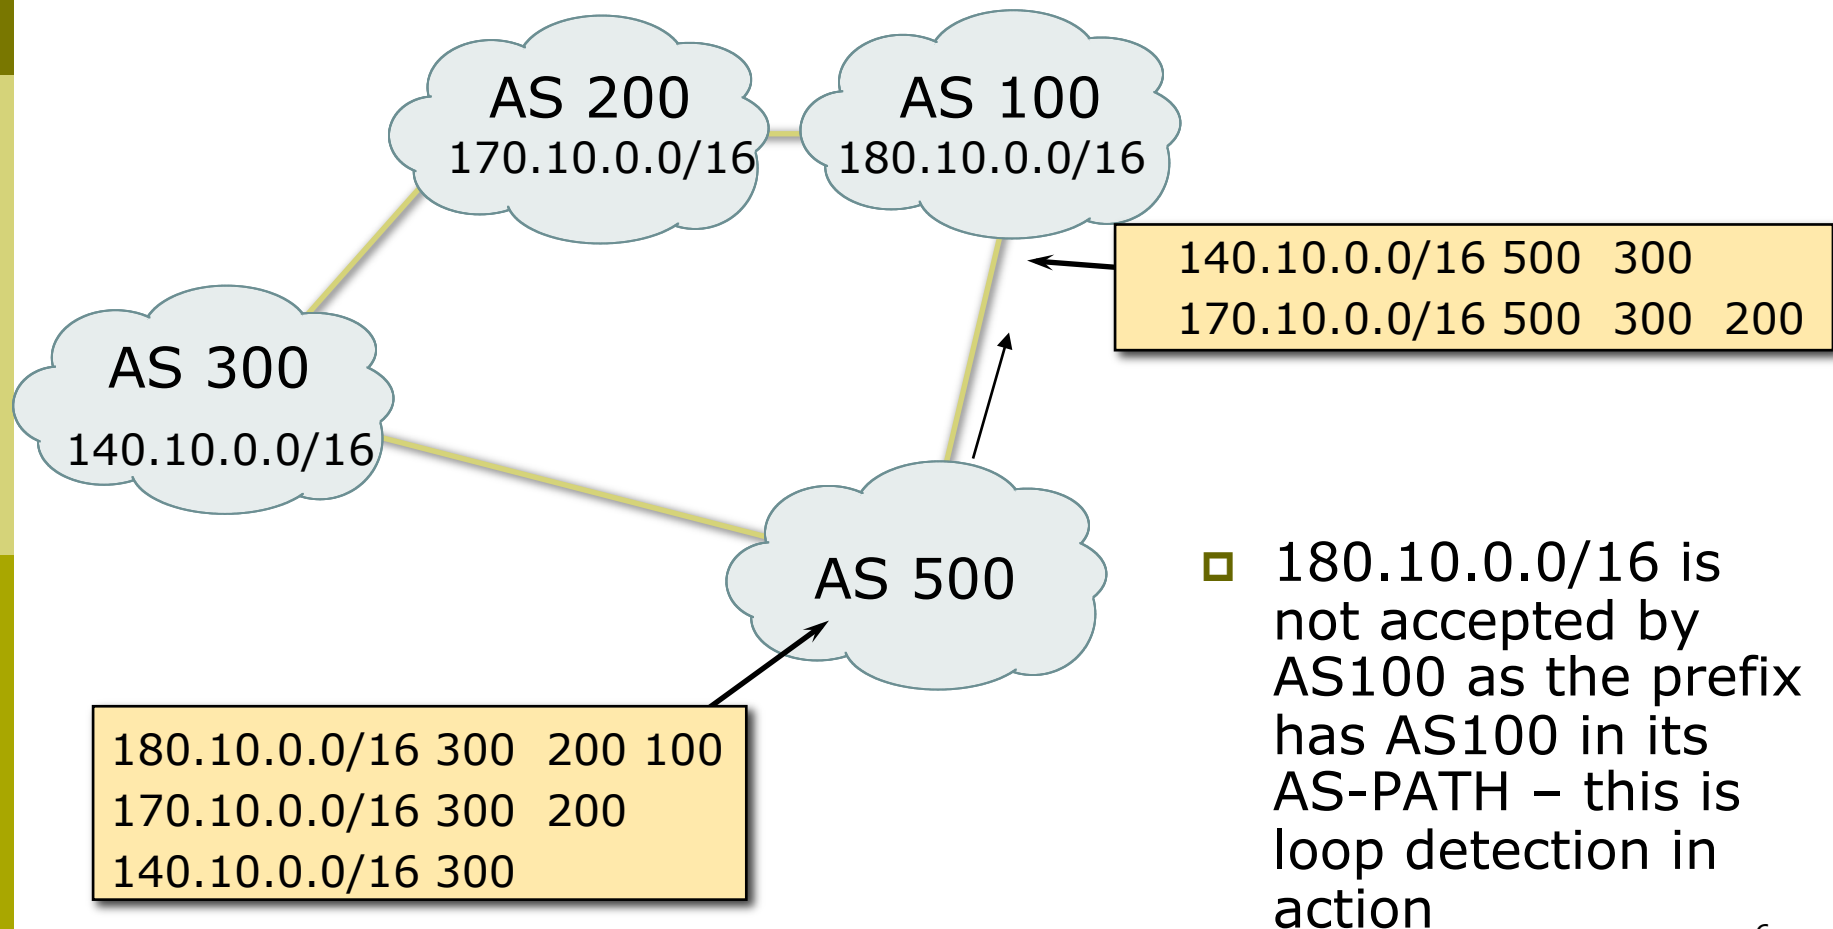 AS 200
170.10.0.0/16
AS 100
180.10.0.0/16
140.10.0.0/16 500 300
170.10.0.0/16 500 300 200
AS 300
140.10.0.0/16
AS 500
180.10.0.0/16 300 200 100
170.10.0.0/16 300 200
140.10.0.0/16 300
180.10.0.0/16 is
not accepted by
AS100 as the prefix
has AS100 in its
AS-PATH – this is
loop detection in
action